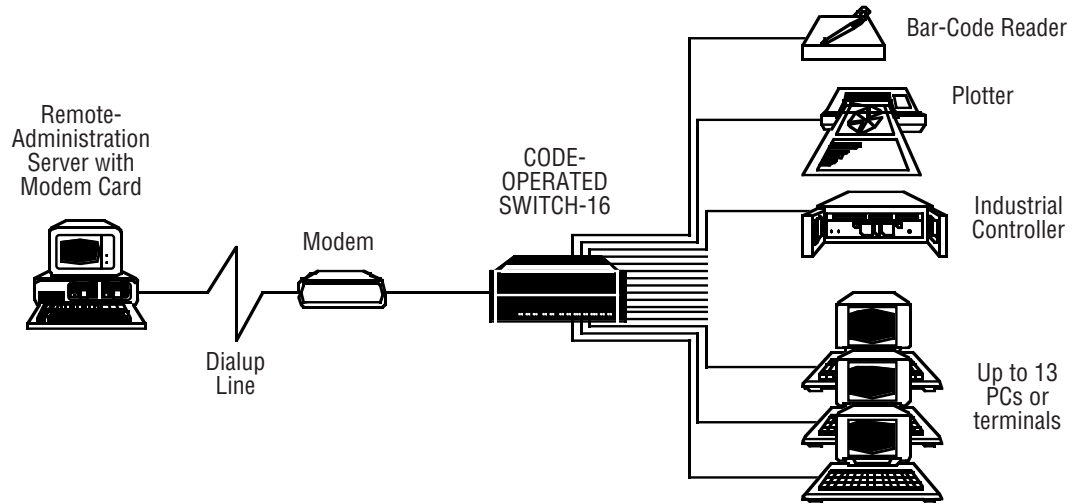 Remote-
Administration
Server with
Modem Card
Dialup
Line
Modem
CODE-
OPERATED
SWITCH-16
Bar-Code Reader
Plotter
Industrial
Controller
Up to 13
PCs or
terminals